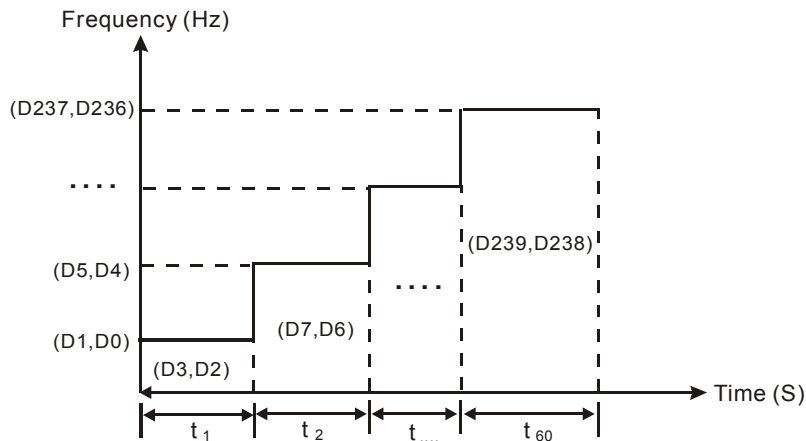 Frequency (Hz)
(D237,D236)
....
(D239,D238)
(D5,D4)
....
(D7,D6)
(D1,D0)
(D3,D2)
Time (S)
t 1
t 2
t ....
t 60